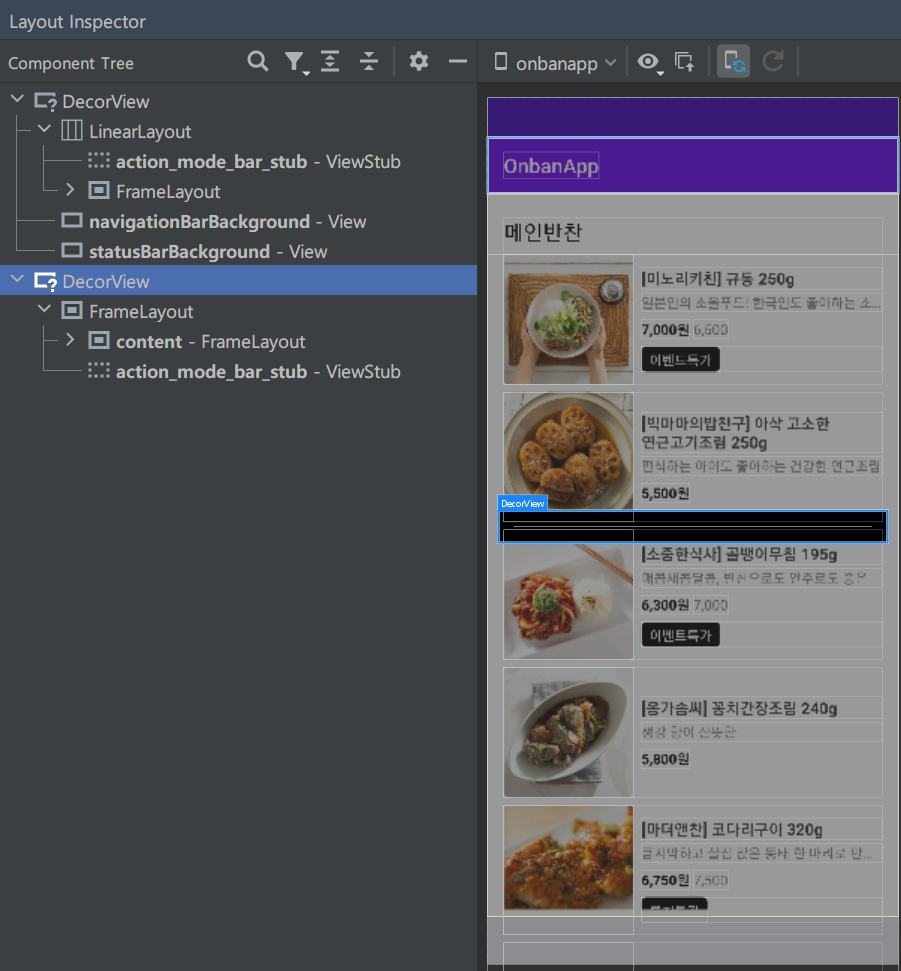 Layout Inspector
Component Tree
onbanapp
DecorView
LinearLayout
action_mode_bar_stub - ViewStub
FrameLayout
navigationBarBackground - View
statusBarBackground - View
DecorView
FrameLayout
content - FrameLayout
action_mode_bar_stub - ViewStub
OnbanApp
메인반찬
[미노리키친] 규동 250g
일본인의 소울푸드! 한국인도 좋아하는 소...
7,000원 6,500
이벤트특가
[빅마마의밥친구] 아삭 고소한
연근고기조림 250g
편식하는 아이도 좋아하는 건강한 연근조림
5,500원
DecorView
[소중한식사] 골뱅이무침 195g
매콤새콤달콤, 반찬으로도 안주로도
6,300원 7,000
이벤트특가
[옹가솜씨] 꽁치간장조림 240g
생강 향이 산뜻한
5,800원
[마더앤찬] 코다리구이 320g
큼지막하고 살집 많은 동태 한 마리로 만...
6,750원 7,500